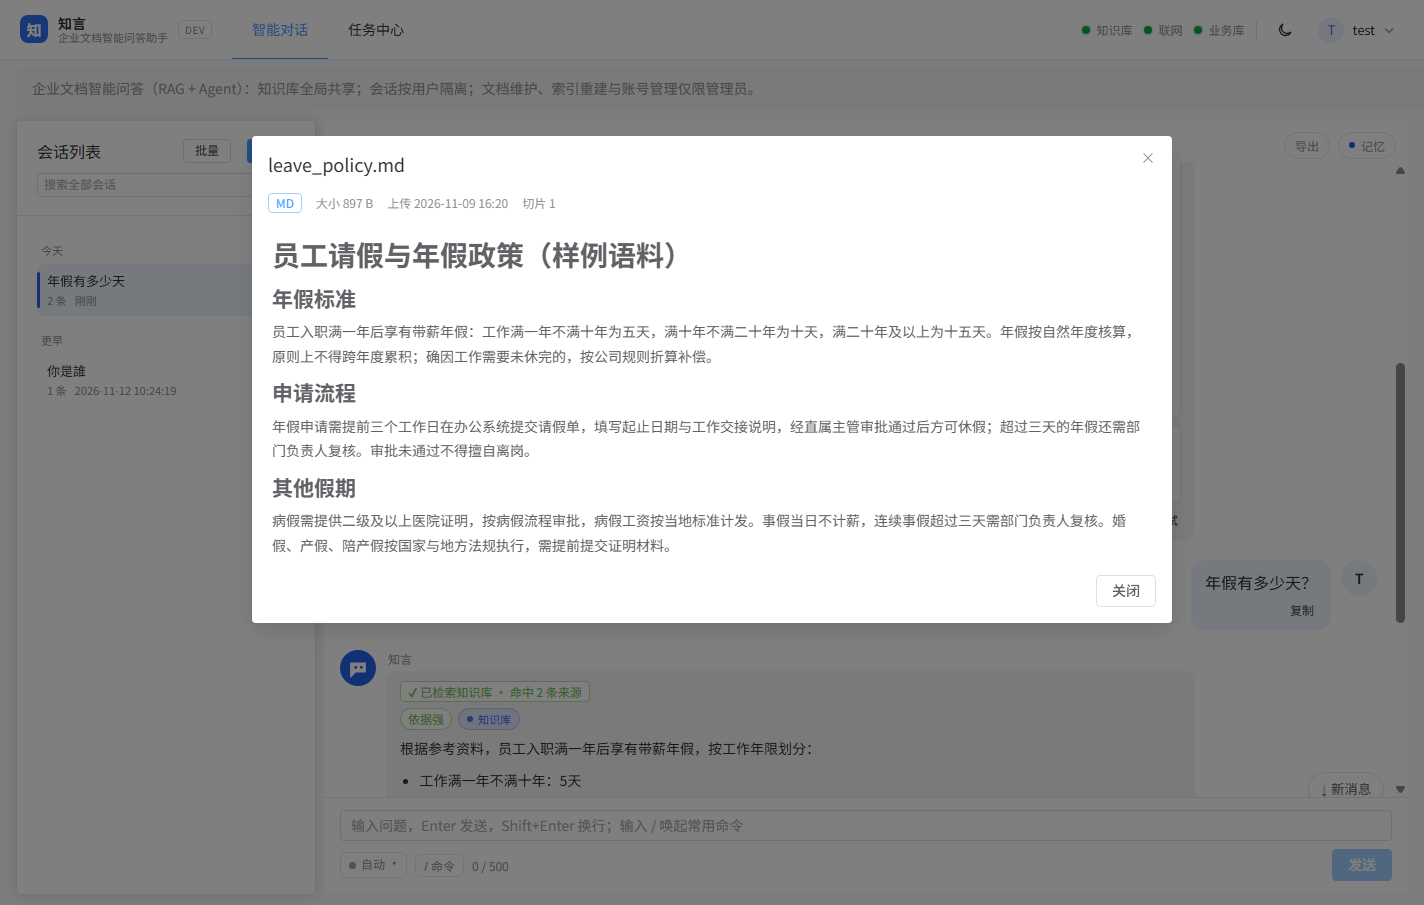 知
知言
企业文档智能问答助手
DEV
智能对话
任务中心
知识库
联网
业务库
T
test
企业文档智能问答（RAG + Agent）：知识库全局共享；会话按用户隔离；文档维护、索引重建与账号管理仅限管理员。
会话列表
批量
搜索全部会话
今天
年假有多少天
2 条 刚刚
更早
你是誰
1 条 2026-11-12 10:24:19
导出
记忆
leave_policy.md
MD 大小 897 B 上传 2026-11-09 16:20 切片 1
员工请假与年假政策（样例语料）
年假标准
员工入职满一年后享有带薪年假：工作满一年不满十年为五天，满十年不满二十年为十天，满二十年及以上为十五天。年假按自然年度核算，
原则上不得跨年度累积；确因工作需要未休完的，按公司规则折算补偿。
申请流程
年假申请需提前三个工作日在办公系统提交请假单，填写起止日期与工作交接说明，经直属主管审批通过后方可休假；超过三天的年假还需部
门负责人复核。审批未通过不得擅自离岗。
其他假期
病假需提供二级及以上医院证明，按病假流程审批，病假工资按当地标准计发。事假当日不计薪，连续事假超过三天需部门负责人复核。婚
假、产假、陪产假按国家与地方法规执行，需提前提交证明材料。
关闭
年假有多少天？
复制
T
知言
✓ 已检索知识库 · 命中 2 条来源
依据强
知识库
根据参考资料，员工入职满一年后享有带薪年假，按工作年限划分：
• 工作满一年不满十年：5天
↓ 新消息
输入问题，Enter 发送，Shift+Enter 换行；输入 / 唤起常用命令
自动
/ 命令
0 / 500
发送